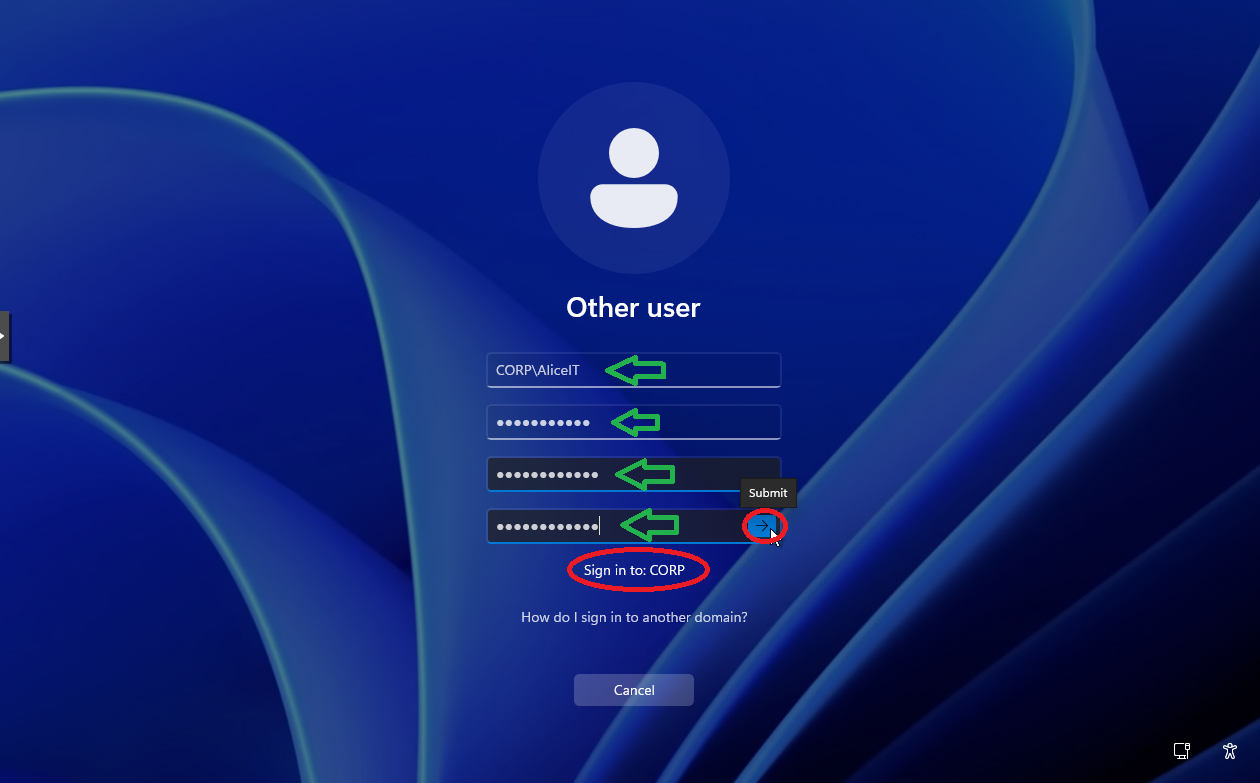 Other user
CORP\AliceIT
●●●●●●●●●●●
●●●●●●●●●●●●
Submit
●●●●●●●●●●●●
Sign in to: CORP
How do I sign in to another domain?
Cancel